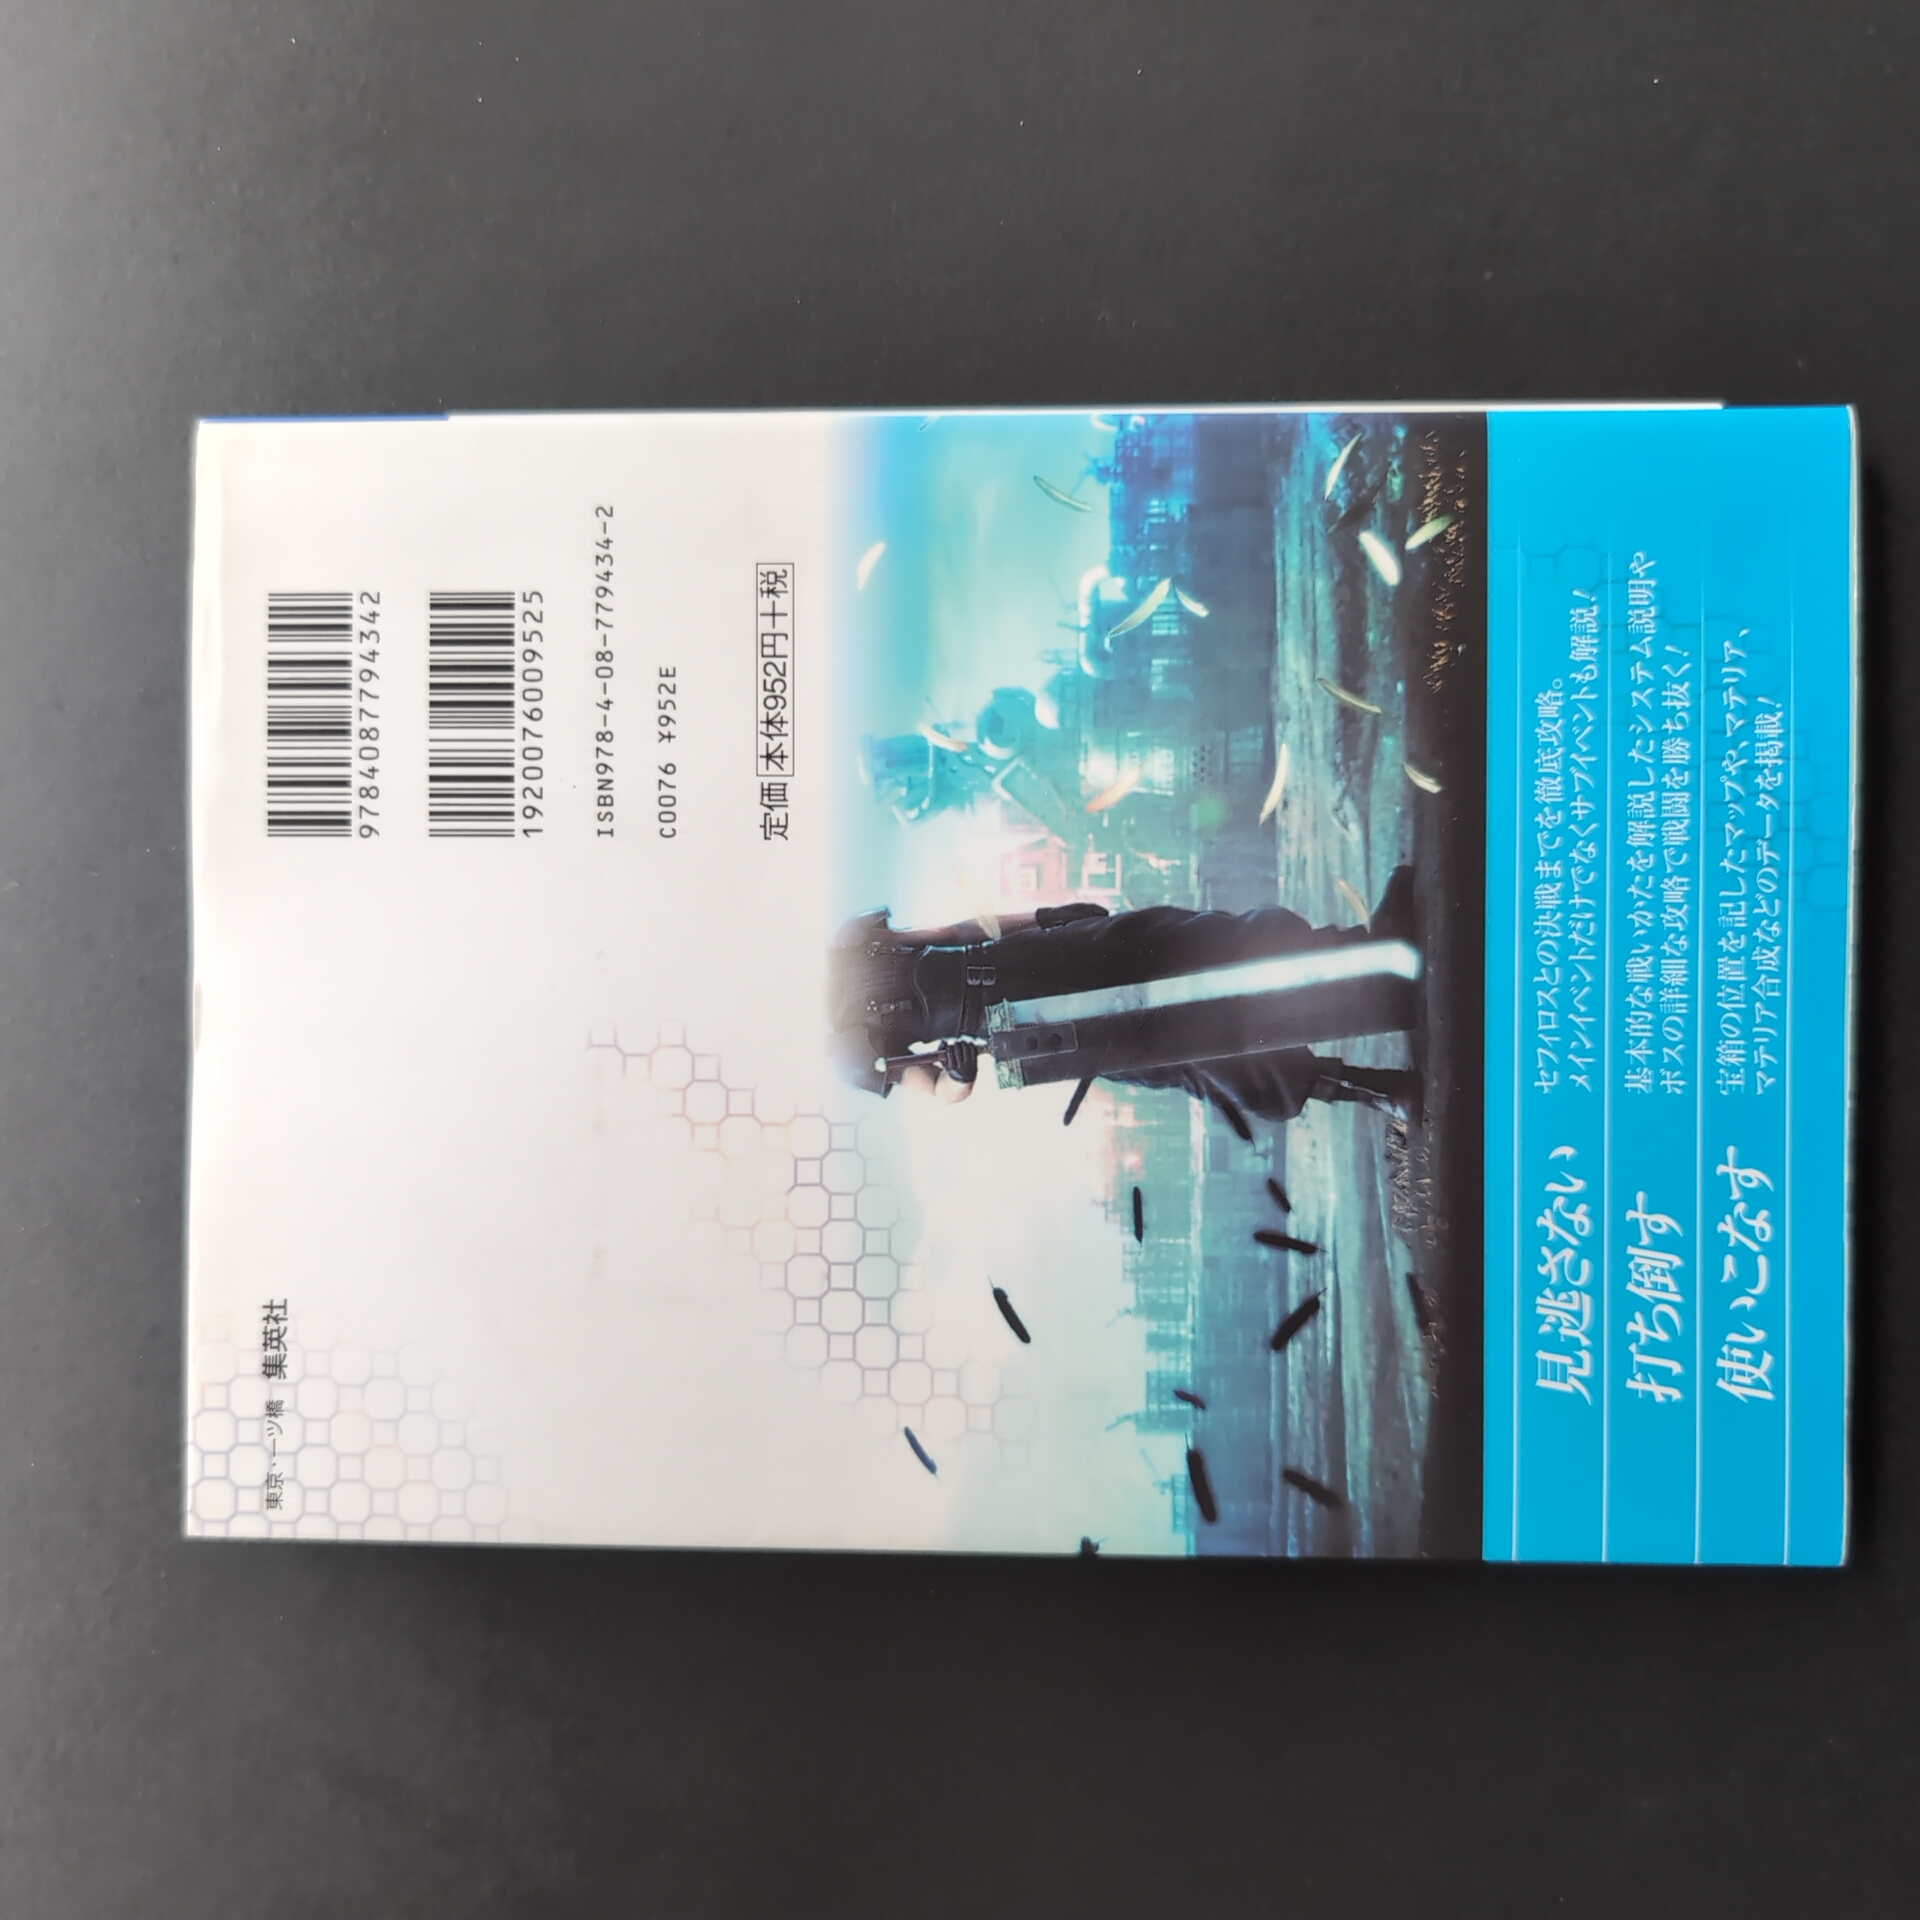 東京・一ツ橋 集英社
9784087794342
1920076009525
ISBN978-4-08-779434-2
C0076 ¥952E
定価 本体952円+税
見逃さない
セフィロスとの決戦までを徹底攻略。
メインイベントだけでなくサブイベントも解説!
打ち倒す
基本的な戦いかたを解説したシステム説明や
ボスの詳細な攻略で戦闘を勝ち抜く!
使いこなす
宝箱の位置を記したマップや、マテリア、
マテリア合成などのデータを掲載!